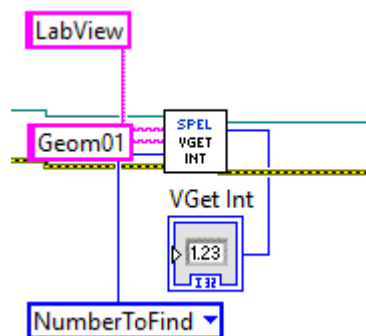 LabView
Geom01
SPEL
VGET
INT
VGet Int
1.23
I32
NumberToFind